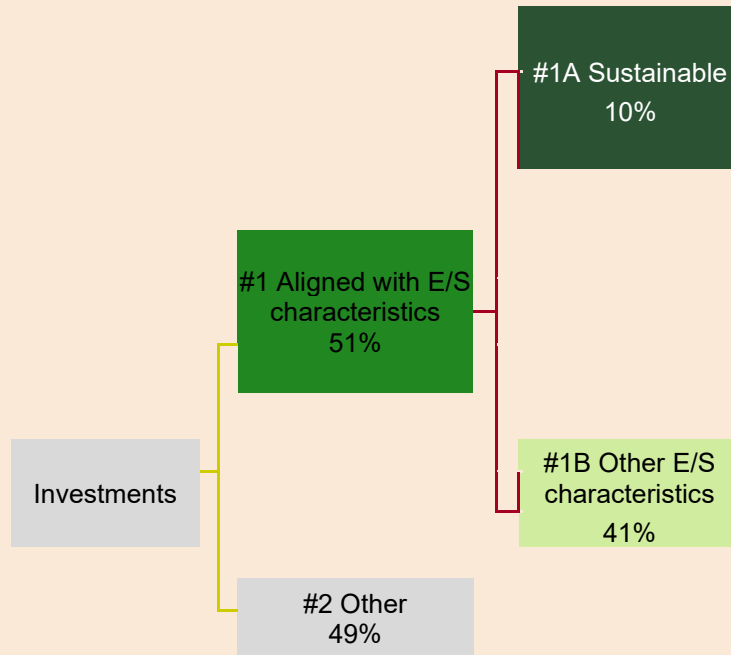 #1A Sustainable
10%
#1 Aligned with E/S
characteristics
51%
Investments
#1B Other E/S
characteristics
41%
#2 Other
49%